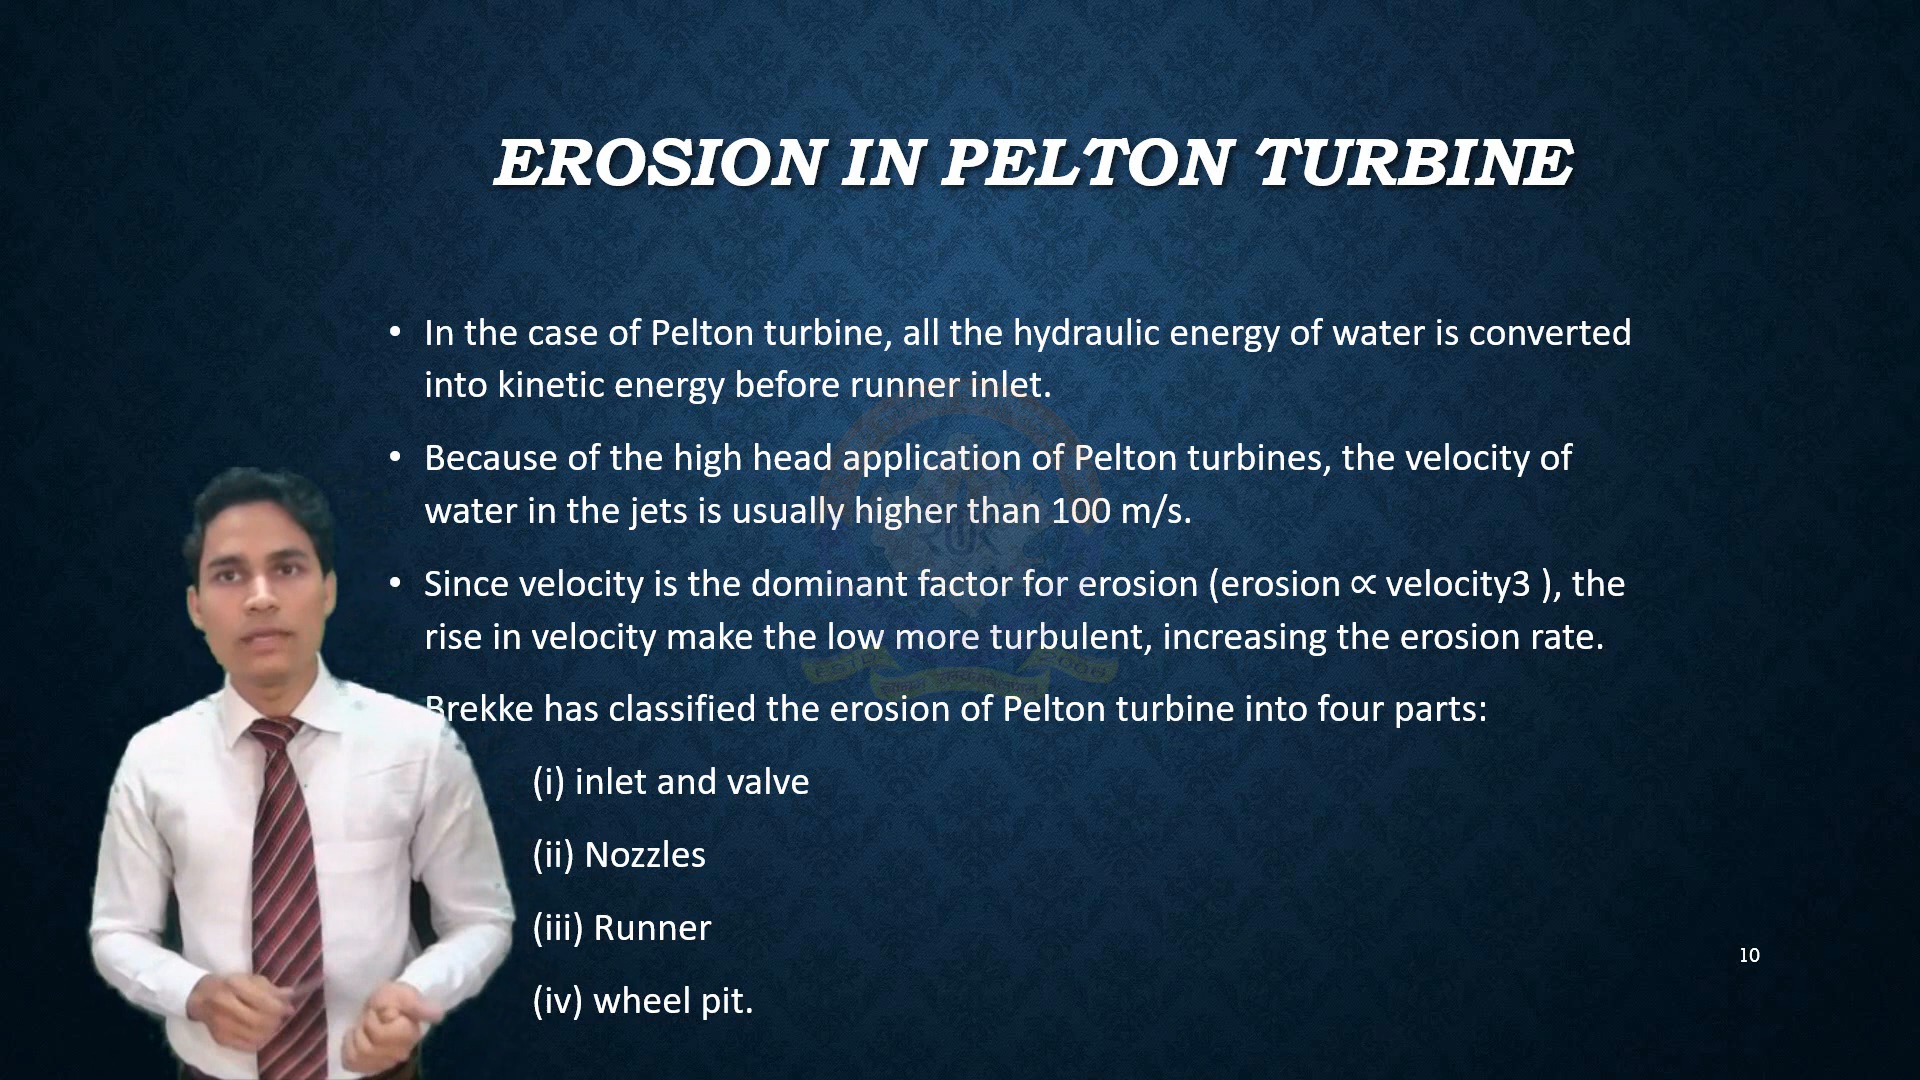 EROSION IN PELTON TURBINE
• In the case of Pelton turbine, all the hydraulic energy of water is converted
into kinetic energy before runner inlet.
• Because of the high head application of Pelton turbines, the velocity of
water in the jets is usually higher than 100 m/s.
• Since velocity is the dominant factor for erosion (erosion ∝ velocity3 ), the
rise in velocity make the low more turbulent, increasing the erosion rate.
Brekke has classified the erosion of Pelton turbine into four parts:
(i) inlet and valve
(ii) Nozzles
(iii) Runner
(iv) wheel pit.
10